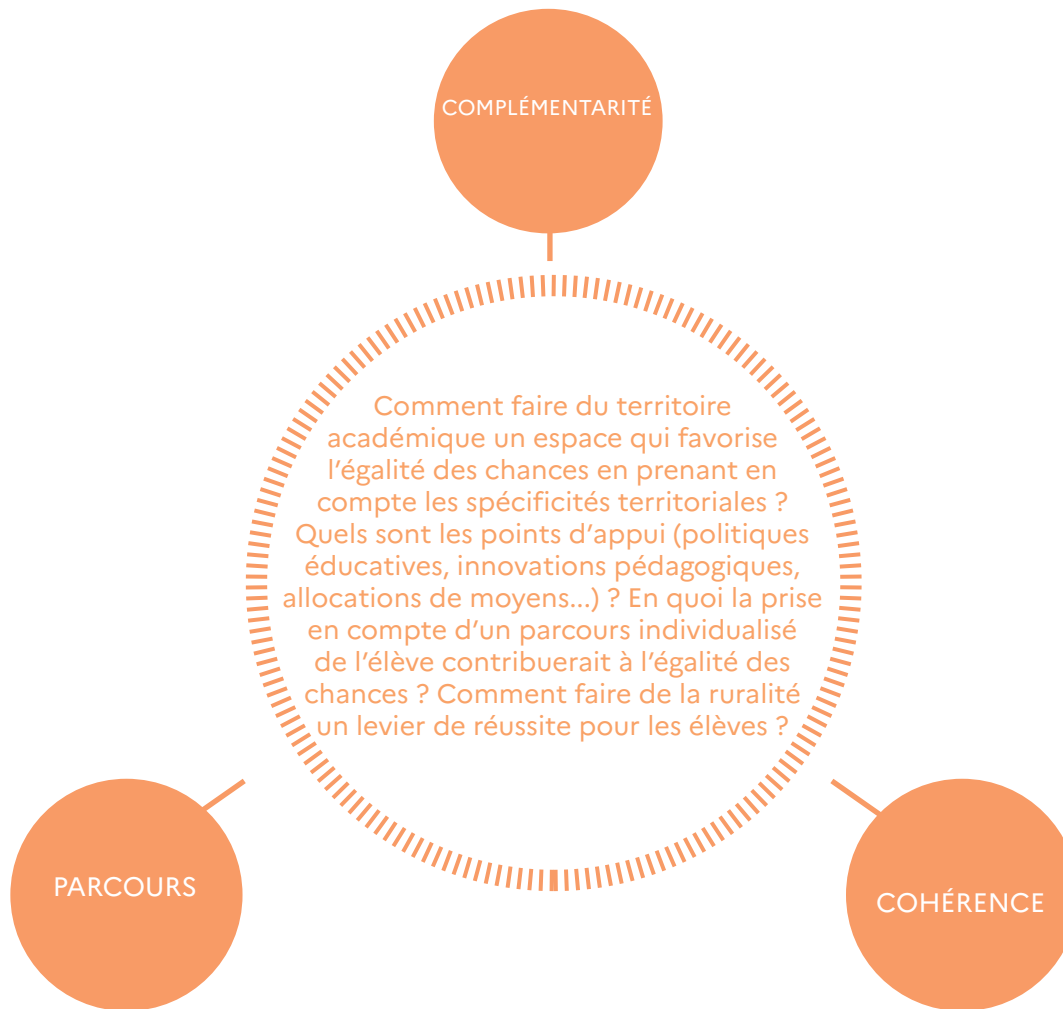 COMPLÉMENTARITÉ
Comment faire du territoire
académique un espace qui favorise
l’égalité des chances en prenant en
compte les spécificités territoriales ?
Quels sont les points d’appui (politiques
éducatives, innovations pédagogiques,
allocations de moyens...) ? En quoi la prise
en compte d’un parcours individualisé
de l’élève contribuerait à l’égalité des
chances ? Comment faire de la ruralité
un levier de réussite pour les élèves ?
PARCOURS
COHÉRENCE